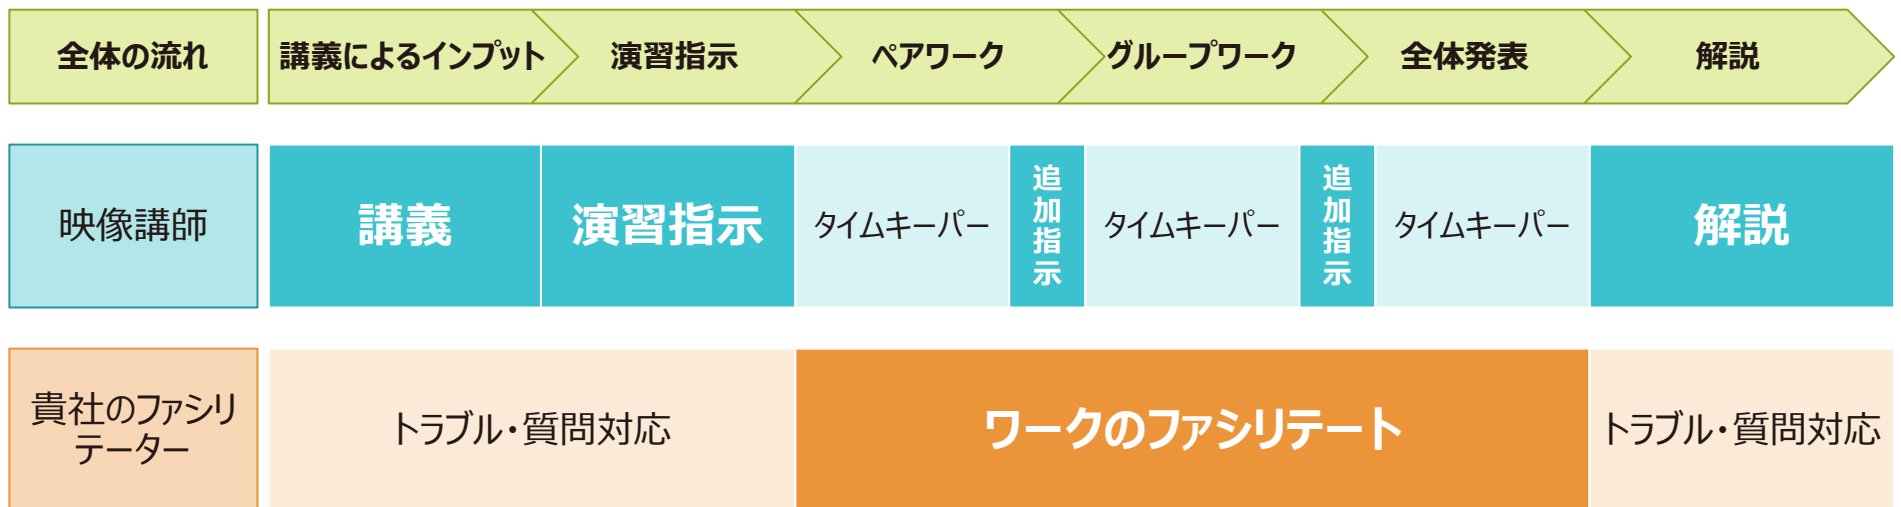 全体の流れ
講義によるインプット
演習指示
ペアワーク
グループワーク
全体発表
解説
映像講師
講義
演習指示
タイムキーパー
追加指示
タイムキーパー
追加指示
タイムキーパー
解説
貴社のファシリ
テーター
トラブル・質問対応
ワークのファシリテート
トラブル・質問対応